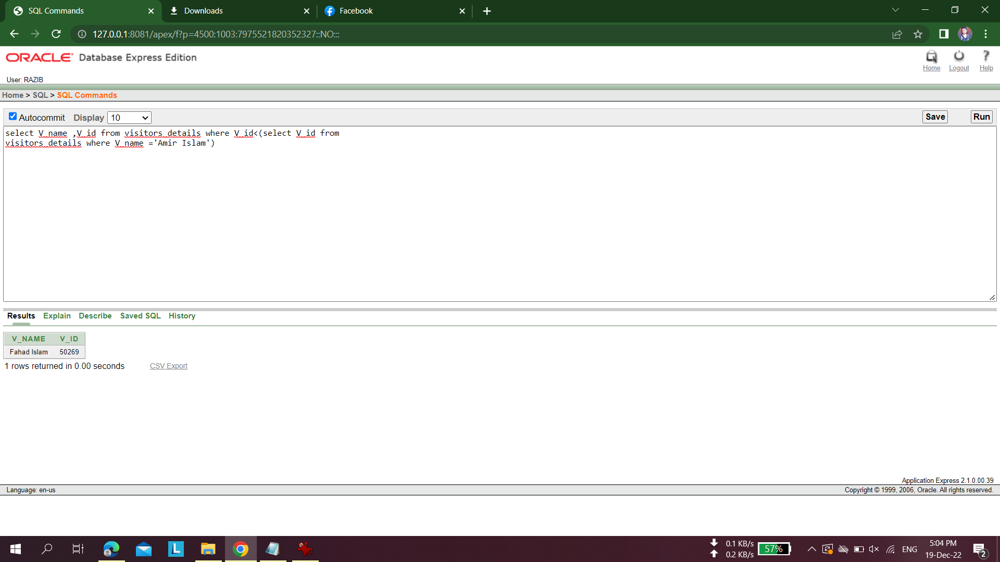 SQL Commands
Downloads
Facebook
127.0.0.1:8081/apex/f?p=4500:1003:7975521820352327::NO:::
ORACLE Database Express Edition
Home Logout Help
User: RAZIB
Home > SQL > SQL Commands
Autocommit Display 10 Save Run
select V_name ,V_id from visitors_details where V_id<(select V_id from
visitors_details where V_name ='Amir Islam')
Results Explain Describe Saved SQL History
V_NAME V_ID
Fahad Islam 50269
1 rows returned in 0.00 seconds CSV Export
Application Express 2.1.0.00.39
Language: en-us Copyright © 1999, 2006, Oracle. All rights reserved.
0.1 KB/s
0.2 KB/s
57%
ENG
5:04 PM
19-Dec-22
2
L